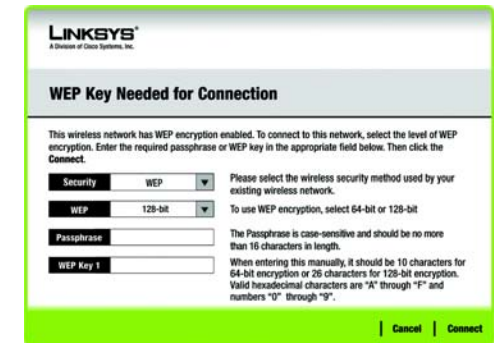 LINKSYS®
A Division of Cisco Systems, Inc.
WEP Key Needed for Connection
This wireless network has WEP encryption enabled. To connect to this network, select the level of WEP
encryption. Enter the required passphrase or WEP key in the appropriate field below. Then click the
Connect.
Security WEP Please select the wireless security method used by your
existing wireless network.
WEP 128-bit To use WEP encryption, select 64-bit or 128-bit
Passphrase The Passphrase is case-sensitive and should be no more
than 16 characters in length.
WEP Key 1 When entering this manually, it should be 10 characters for
64-bit encryption or 26 characters for 128-bit encryption.
Valid hexadecimal characters are "A" through "F" and
numbers "0" through "9".
Cancel Connect